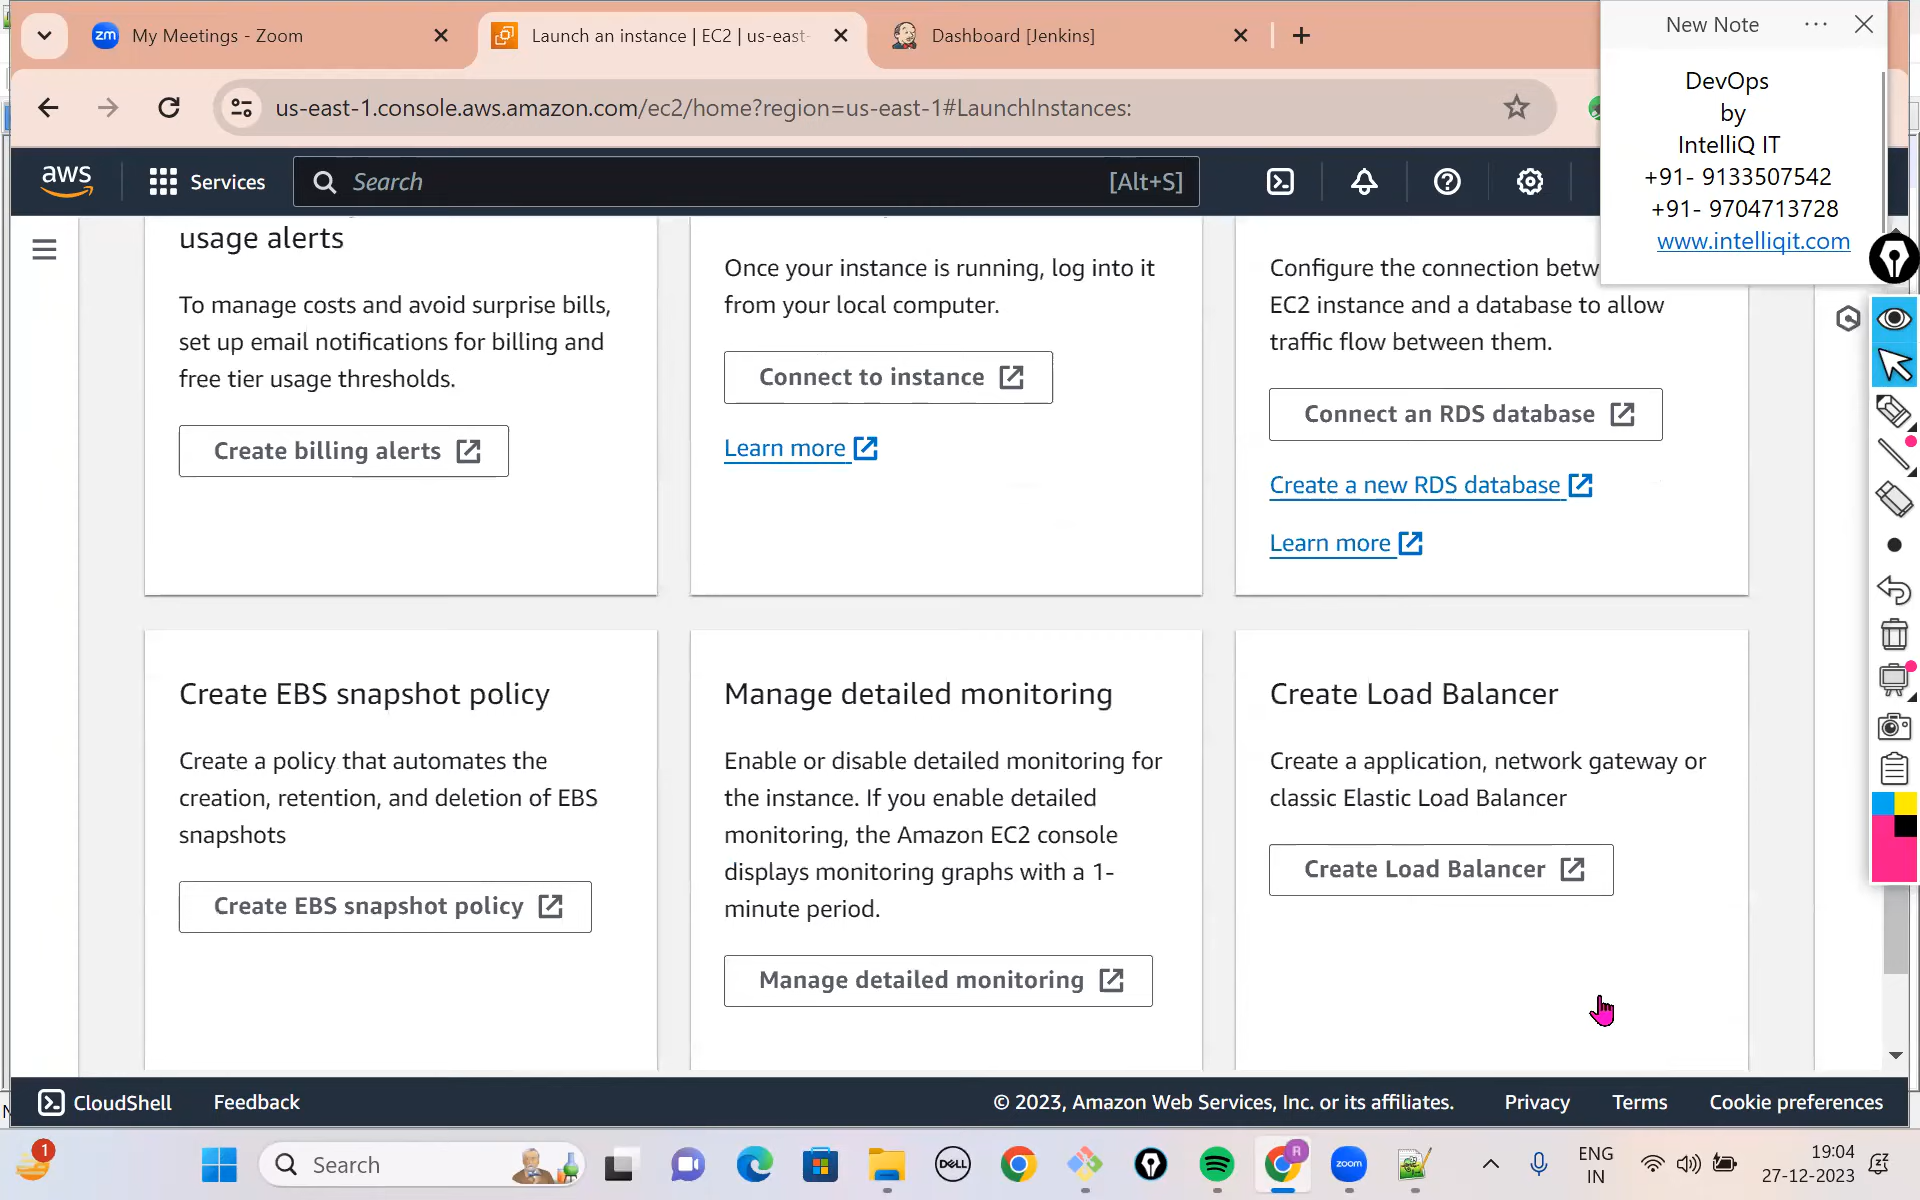 My Meetings - Zoom
Launch an instance | EC2 | us-east-
Dashboard [Jenkins]
us-east-1.console.aws.amazon.com/ec2/home?region=us-east-1#LaunchInstances:
New Note
DevOps
by
IntelliQ IT
+91- 9133507542
+91- 9704713728
www.intelliqit.com
aws
Services
Search
[Alt+S]
usage alerts
To manage costs and avoid surprise bills,
set up email notifications for billing and
free tier usage thresholds.
Create billing alerts
Once your instance is running, log into it
from your local computer.
Connect to instance
Learn more
Configure the connection betw
EC2 instance and a database to allow
traffic flow between them.
Connect an RDS database
Create a new RDS database
Learn more
Create EBS snapshot policy
Create a policy that automates the
creation, retention, and deletion of EBS
snapshots
Create EBS snapshot policy
Manage detailed monitoring
Enable or disable detailed monitoring for
the instance. If you enable detailed
monitoring, the Amazon EC2 console
displays monitoring graphs with a 1-
minute period.
Manage detailed monitoring
Create Load Balancer
Create a application, network gateway or
classic Elastic Load Balancer
Create Load Balancer
CloudShell
Feedback
© 2023, Amazon Web Services, Inc. or its affiliates.
Privacy
Terms
Cookie preferences
1
Search
DELL
R
zoom
ENG
IN
19:04
27-12-2023